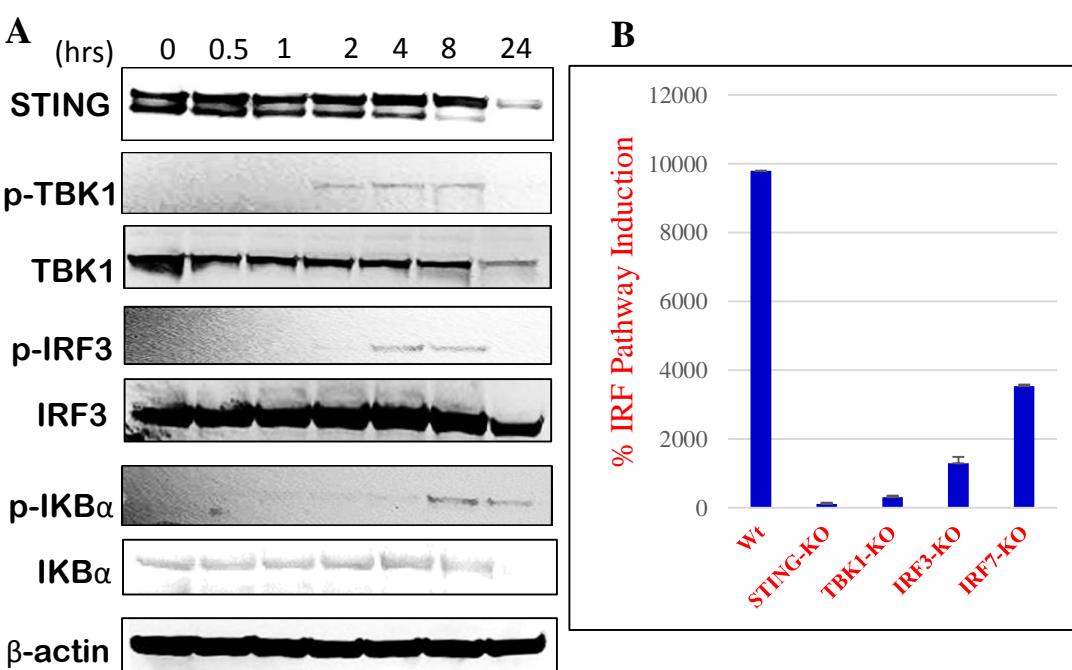 A
(hrs) 0 0.5 1 2 4 8 24
STING
p-TBK1
TBK1
p-IRF3
IRF3
p-IKBα
IKBα
β-actin
B
% IRF Pathway Induction
12000
10000
8000
6000
4000
2000
0
Wt
STING-KO
TBK1-KO
IRF3-KO
IRF7-KO